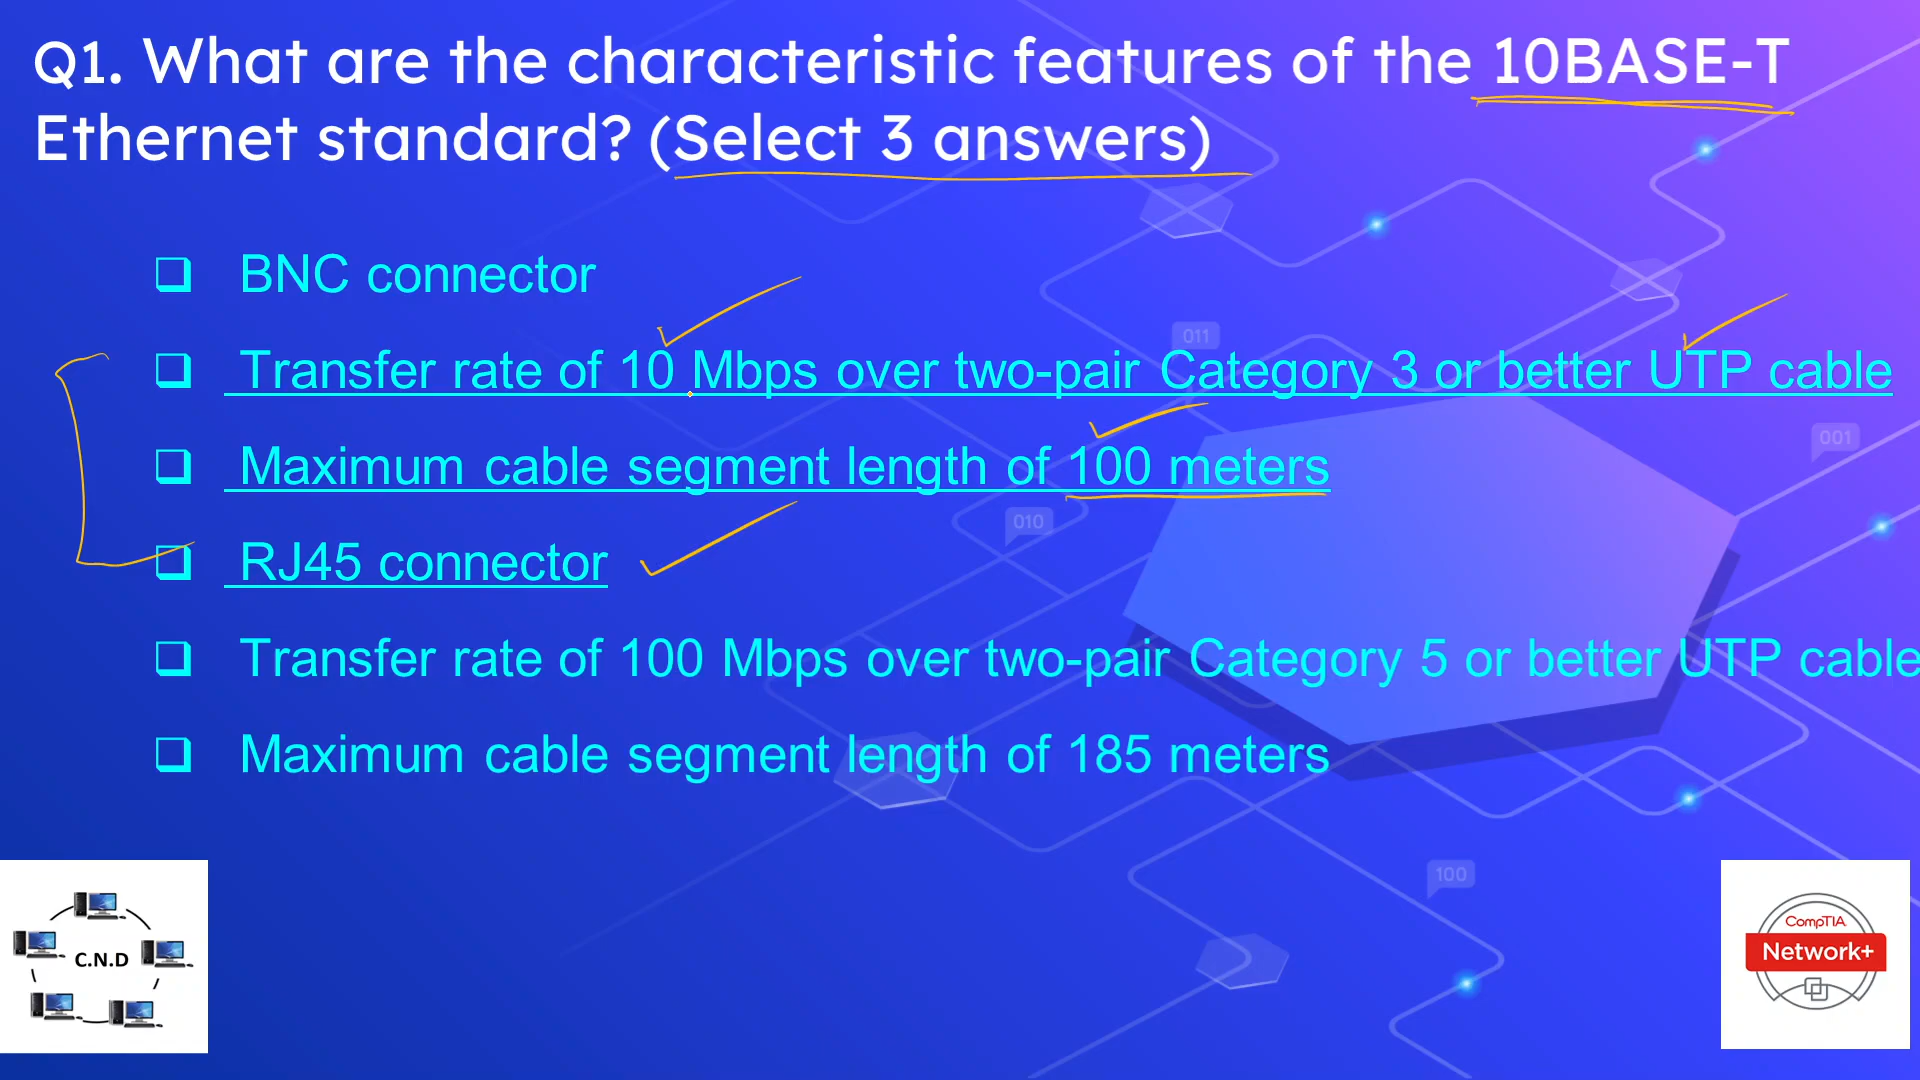 Q1. What are the characteristic features of the 10BASE-T
Ethernet standard? (Select 3 answers)
BNC connector
Transfer rate of 10 Mbps over two-pair Category 3 or better UTP cable
Maximum cable segment length of 100 meters
RJ45 connector
Transfer rate of 100 Mbps over two-pair Category 5 or better UTP cable
Maximum cable segment length of 185 meters
011
001
010
100
C.N.D
CompTIA
Network+